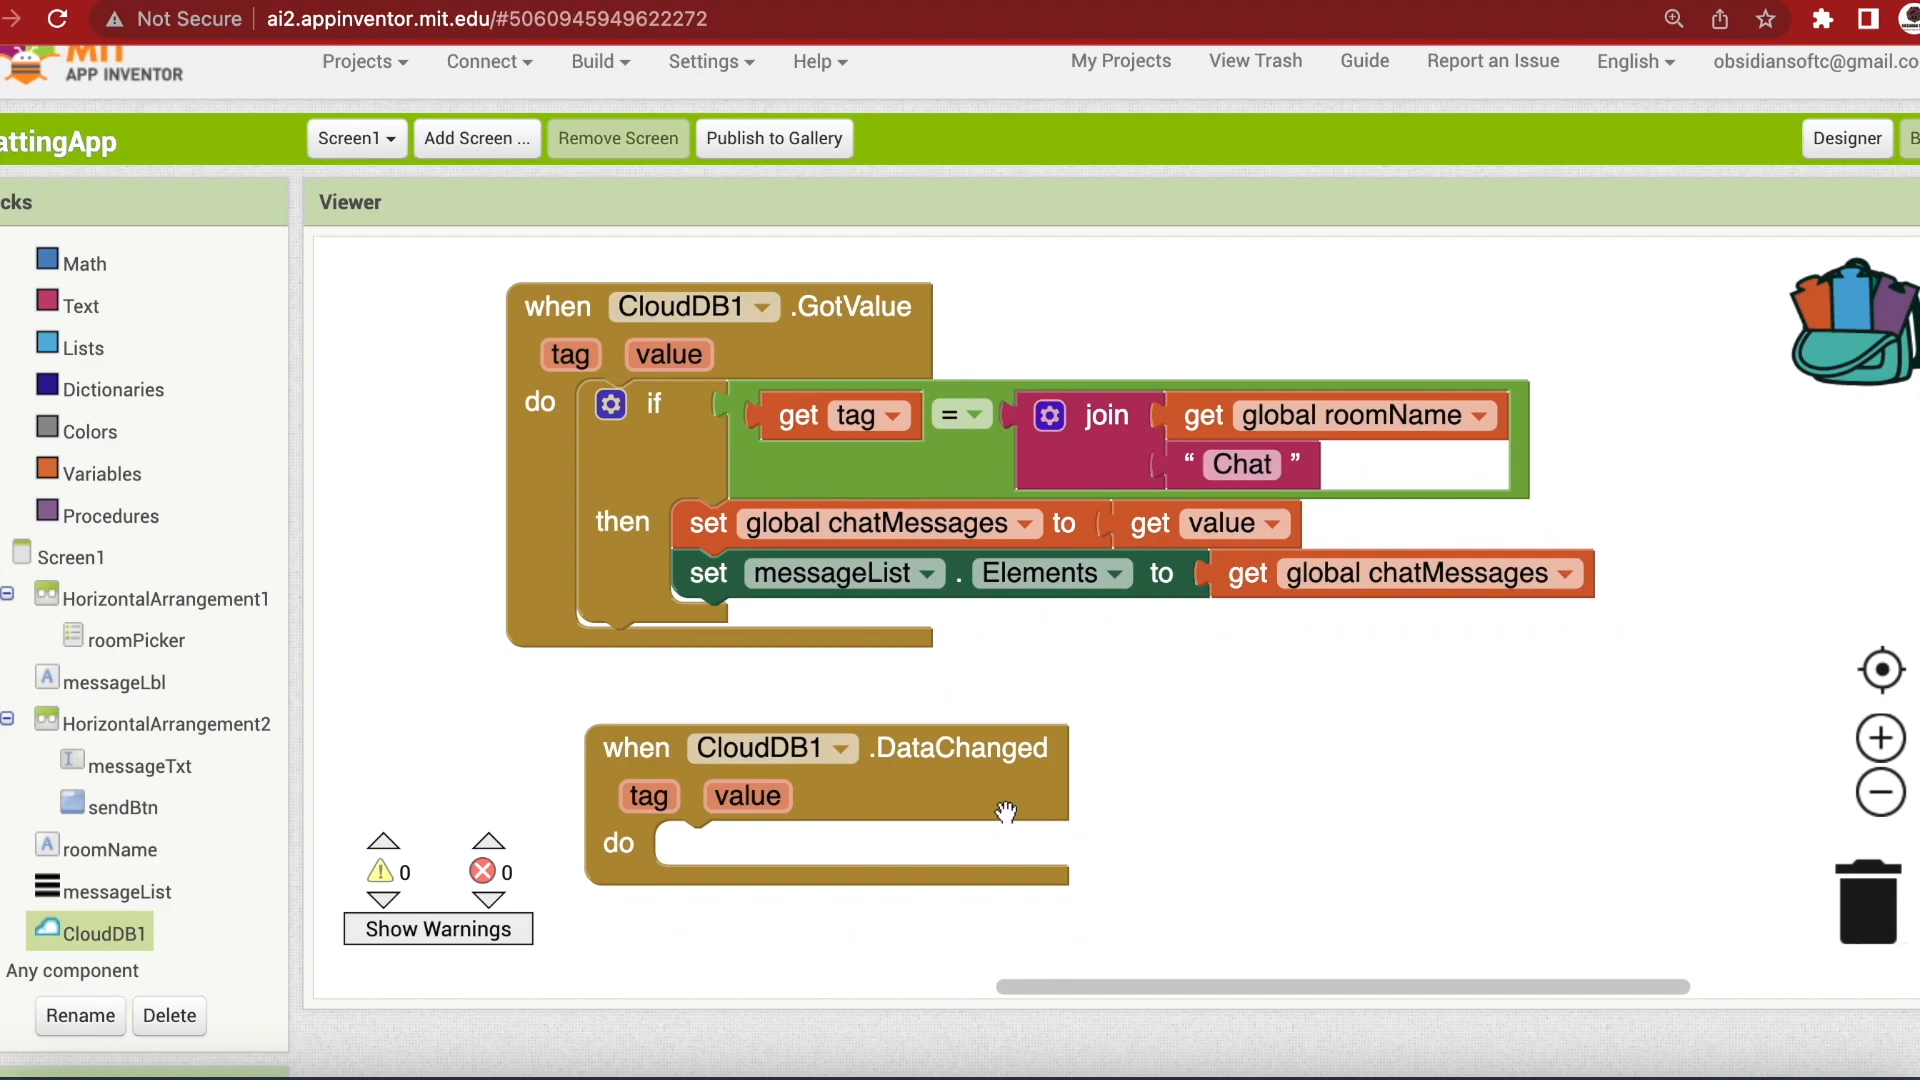 Not Secure ai2.appinventor.mit.edu/#5060945949622272
MIT
APP INVENTOR
Projects Connect Build Settings Help My Projects View Trash Guide Report an Issue English obsidiansoftc@gmail.co
attingApp Screen1 Add Screen ... Remove Screen Publish to Gallery Designer B
cks
Viewer
Math
Text
Lists
Dictionaries
Colors
Variables
Procedures
Screen1
HorizontalArrangement1
roomPicker
messageLbl
HorizontalArrangement2
messageTxt
sendBtn
roomName
messageList
CloudDB1
Any component
Rename Delete
when CloudDB1 .GotValue
tag value
do if get tag = join get global roomName
“ Chat ”
then set global chatMessages to get value
set messageList . Elements to get global chatMessages
when CloudDB1 .DataChanged
tag value
do
0 0
Show Warnings